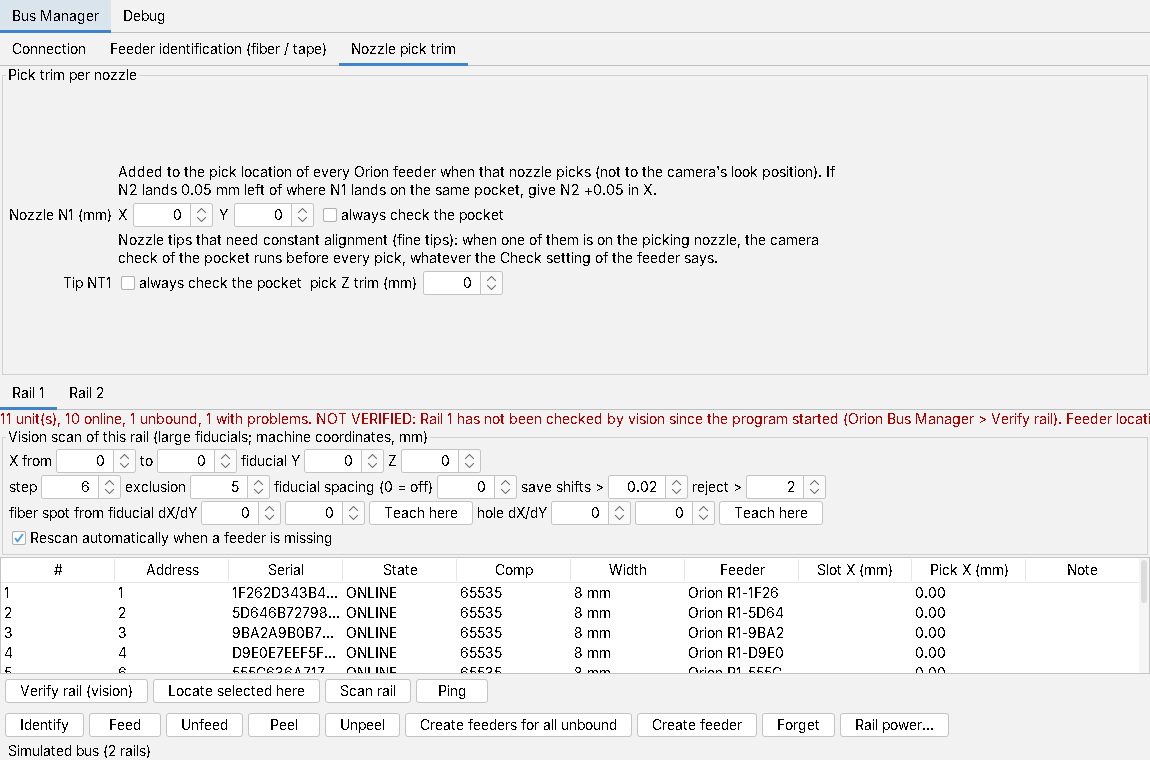 Bus Manager Debug
Connection Feeder identification (fiber / tape) Nozzle pick trim
Pick trim per nozzle
Added to the pick location of every Orion feeder when that nozzle picks (not to the camera's look position). If
N2 lands 0.05 mm left of where N1 lands on the same pocket, give N2 +0.05 in X.
Nozzle N1 (mm) X 0 Y 0 always check the pocket
Nozzle tips that need constant alignment (fine tips): when one of them is on the picking nozzle, the camera
check of the pocket runs before every pick, whatever the Check setting of the feeder says.
Tip NT1 always check the pocket pick Z trim (mm) 0
Rail 1 Rail 2
11 unit(s), 10 online, 1 unbound, 1 with problems. NOT VERIFIED: Rail 1 has not been checked by vision since the program started (Orion Bus Manager > Verify rail). Feeder locati
Vision scan of this rail (large fiducials; machine coordinates, mm)
X from 0 to 0 fiducial Y 0 Z 0
step 6 exclusion 5 fiducial spacing (0 = off) 0 save shifts > 0.02 reject > 2
fiber spot from fiducial dX/dY 0 0 Teach here hole dX/dY 0 0 Teach here
Rescan automatically when a feeder is missing
# Address Serial State Comp Width Feeder Slot X (mm) Pick X (mm) Note
1 1 1F262D343B4... ONLINE 65535 8 mm Orion R1-1F26 0.00
2 2 5D646B72798... ONLINE 65535 8 mm Orion R1-5D64 0.00
3 3 9BA2A9B0B7... ONLINE 65535 8 mm Orion R1-9BA2 0.00
4 4 D9E0E7EEF5F... ONLINE 65535 8 mm Orion R1-D9E0 0.00
5 6 555C636A717... ONLINE 65535 8 mm Orion R1-555C 0.00
Verify rail (vision) Locate selected here Scan rail Ping
Identify Feed Unfeed Peel Unpeel Create feeders for all unbound Create feeder Forget Rail power...
Simulated bus (2 rails)